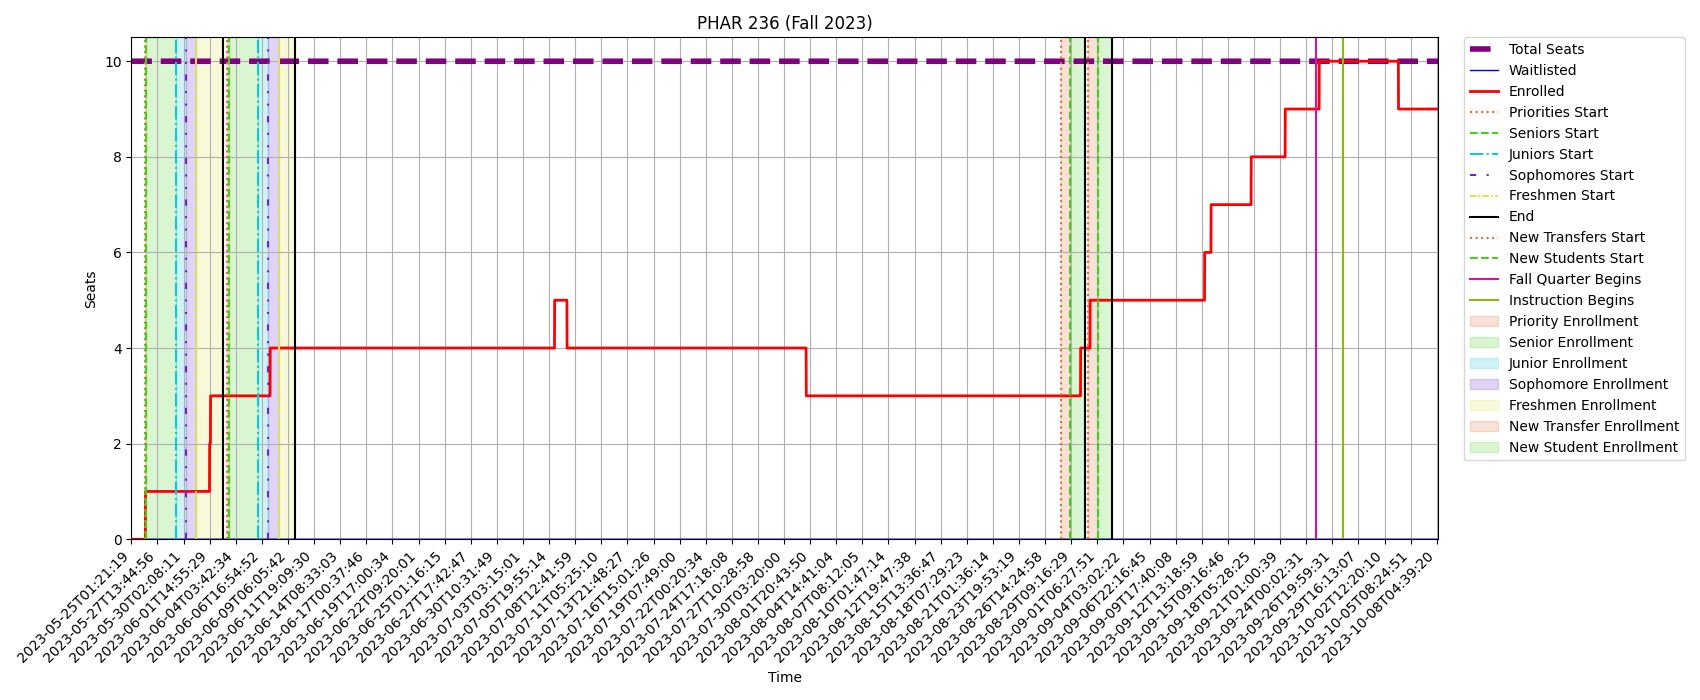 PHAR 236 (Fall 2023)
Seats
10
8
6
4
2
0
2023-05-25T01:21:19
2023-05-27T13:44:56
2023-05-30T02:08:11
2023-06-01T14:55:29
2023-06-04T03:42:34
2023-06-06T16:54:52
2023-06-09T06:05:42
2023-06-11T19:09:30
2023-06-14T08:33:03
2023-06-17T00:37:46
2023-06-19T17:00:34
2023-06-22T09:20:01
2023-06-25T01:16:15
2023-06-27T17:42:47
2023-06-30T10:31:49
2023-07-03T03:15:01
2023-07-05T19:55:14
2023-07-08T12:41:59
2023-07-11T05:25:10
2023-07-13T21:48:27
2023-07-16T15:01:26
2023-07-19T07:49:00
2023-07-22T00:20:34
2023-07-24T17:18:08
2023-07-27T10:28:58
2023-07-30T03:20:00
2023-08-01T20:43:50
2023-08-04T14:41:04
2023-08-07T08:12:05
2023-08-10T01:47:14
2023-08-12T19:47:38
2023-08-15T13:36:47
2023-08-18T07:29:23
2023-08-21T01:36:14
2023-08-23T19:53:19
2023-08-26T14:24:58
2023-08-29T09:16:29
2023-09-01T06:27:51
2023-09-04T03:02:22
2023-09-06T22:16:45
2023-09-09T17:40:08
2023-09-12T13:18:59
2023-09-15T09:16:46
2023-09-18T05:28:25
2023-09-21T01:00:39
2023-09-24T00:02:31
2023-09-26T19:59:31
2023-09-29T16:13:07
2023-10-02T12:20:10
2023-10-05T08:24:51
2023-10-08T04:39:20
Time
Total Seats
Waitlisted
Enrolled
Priorities Start
Seniors Start
Juniors Start
Sophomores Start
Freshmen Start
End
New Transfers Start
New Students Start
Fall Quarter Begins
Instruction Begins
Priority Enrollment
Senior Enrollment
Junior Enrollment
Sophomore Enrollment
Freshmen Enrollment
New Transfer Enrollment
New Student Enrollment